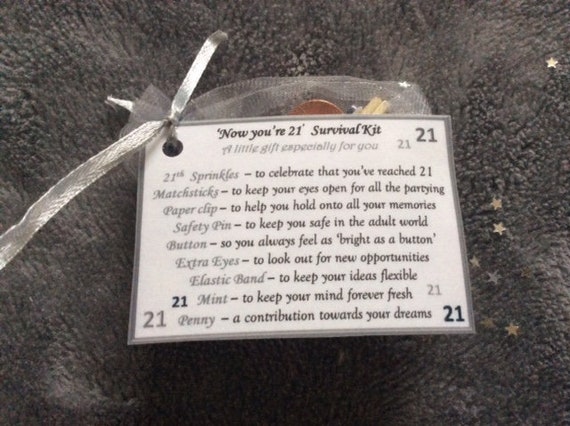 'Now you're 21' Survival Kit 21
A little gift especially for you 21
21th Sprinkles – to celebrate that you've reached 21
Matchsticks – to keep your eyes open for all the partying
Paper clip – to help you hold onto all your memories
Safety Pin – to keep you safe in the adult world
Button – so you always feel as 'bright as a button'
Extra Eyes – to look out for new opportunities
Elastic Band – to keep your ideas flexible
21 Mint – to keep your mind forever fresh 21
21 Penny – a contribution towards your dreams 21